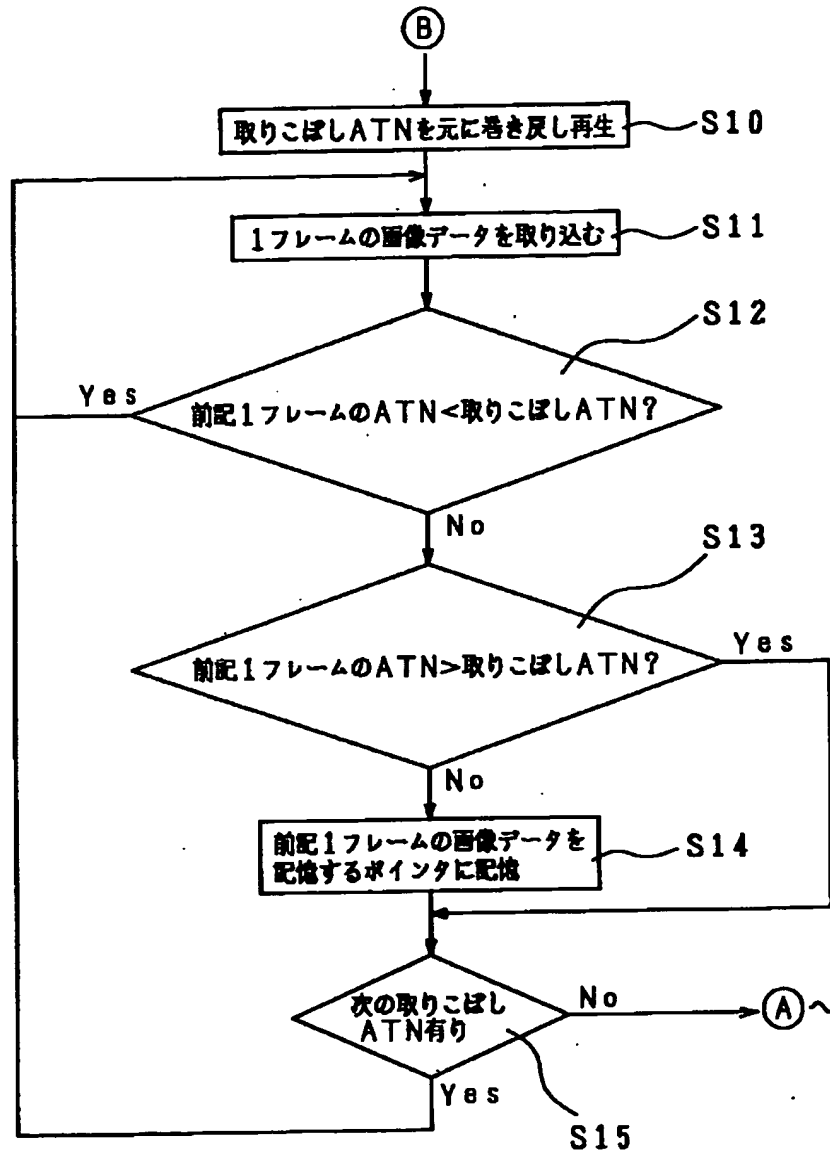 B
取りこぼしATNを元に巻き戻し再生
S10
1フレームの画像データを取り込む
S11
S12
Yes
前記1フレームのATN<取りこぼしATN?
No
S13
Yes
前記1フレームのATN>取りこぼしATN?
No
前記1フレームの画像データを
記憶するポインタに記憶
S14
次の取りこぼし
ATN有り
No
Aへ
Yes
S15